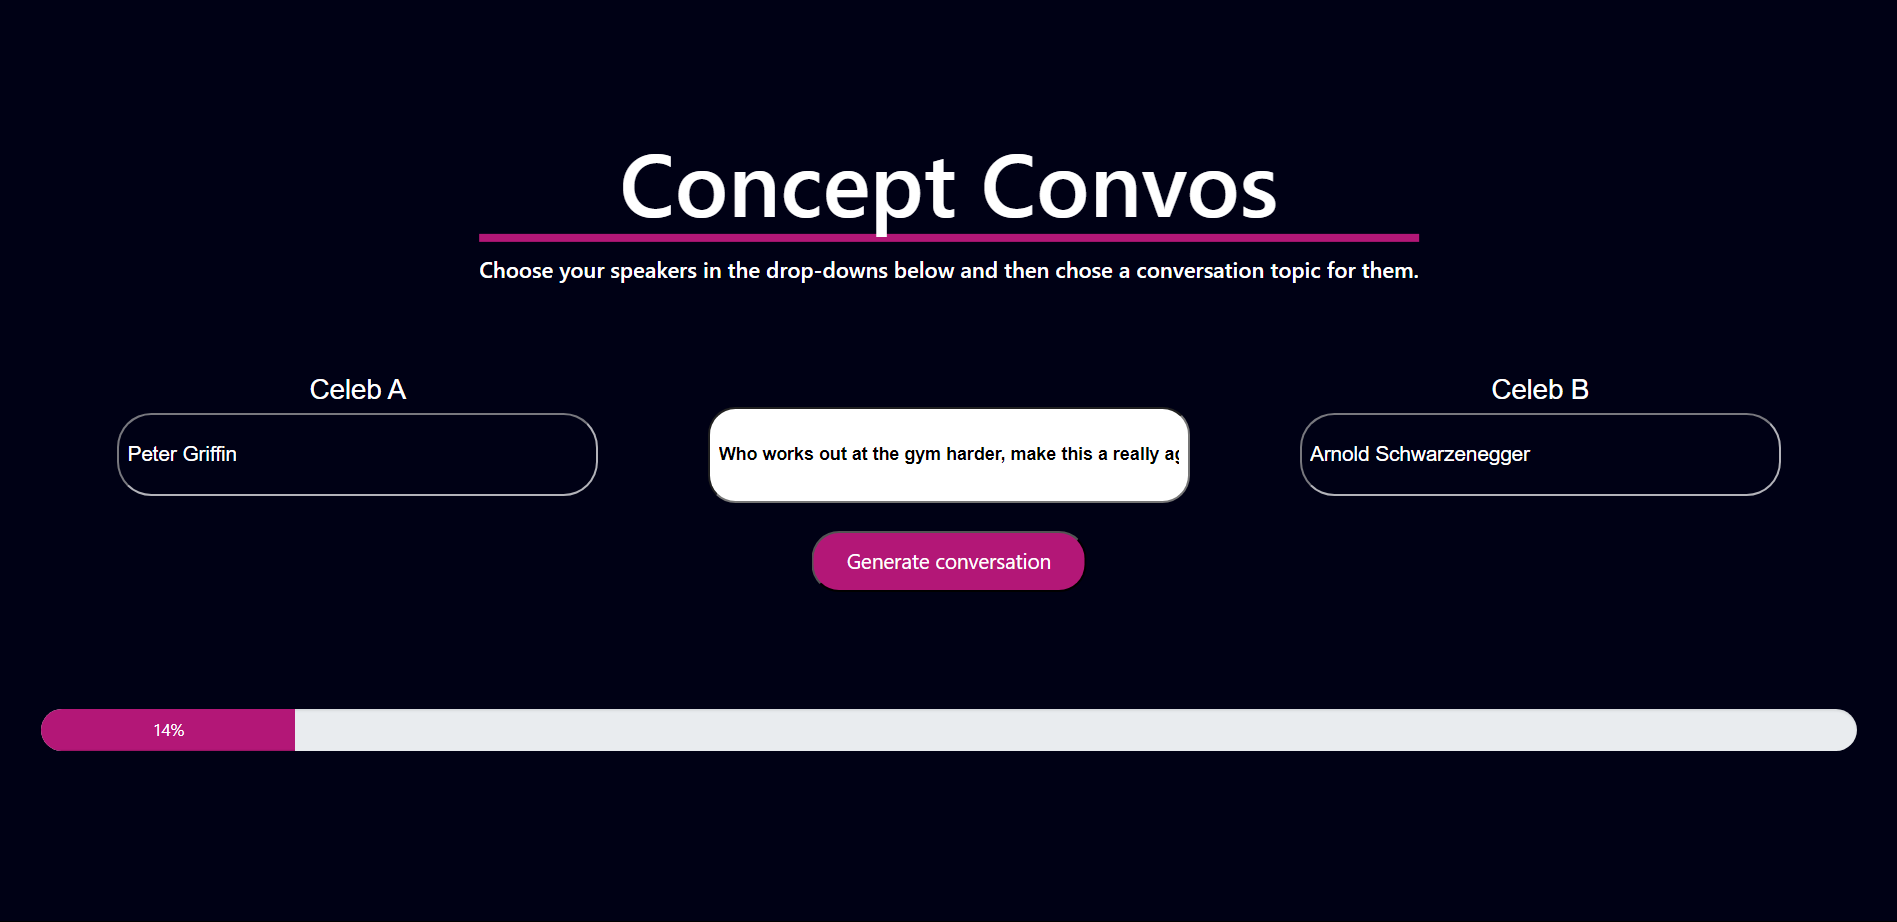 Concept Convos
Choose your speakers in the drop-downs below and then chose a conversation topic for them.
Celeb A
Celeb B
Peter Griffin
Who works out at the gym harder, make this a really
Arnold Schwarzenegger
Generate conversation
14%